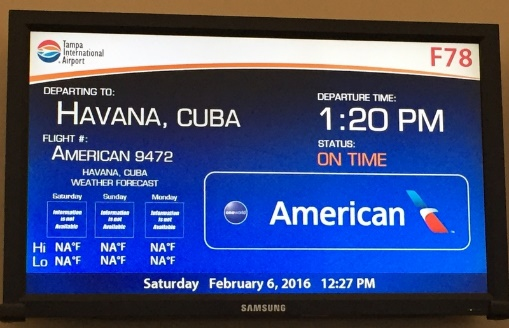 Tampa
International
Airport
F78
DEPARTING TO:
HAVANA, CUBA
DEPARTURE TIME:
1:20 PM
FLIGHT #:
AMERICAN 9472
STATUS:
ON TIME
HAVANA, CUBA
WEATHER FORECAST
Saturday Sunday Monday
Information is not Available Information is not Available Information is not Available
Hi NA°F NA°F NA°F
Lo NA°F NA°F NA°F
oneworld
American
Saturday February 6, 2016 12:27 PM
SAMSUNG